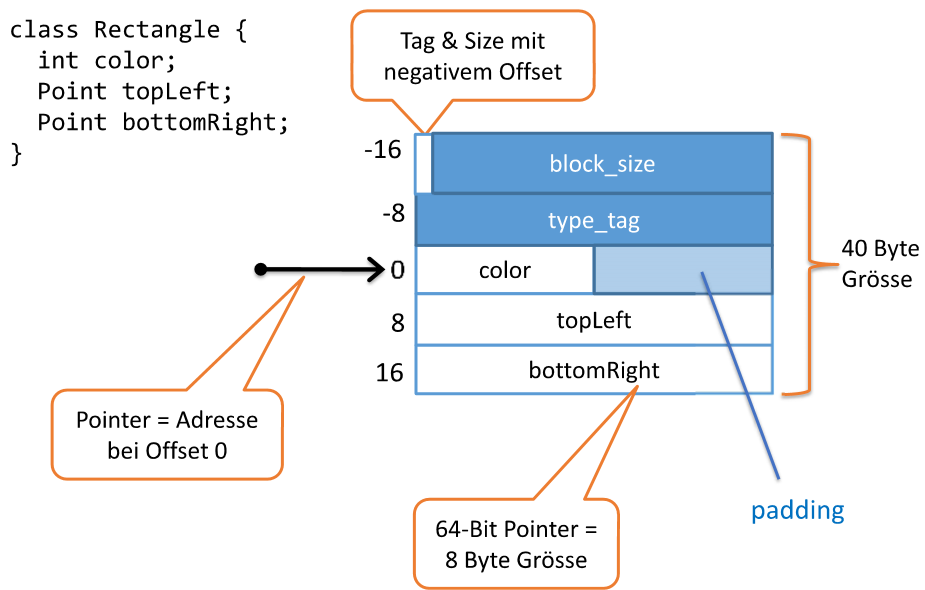 class Rectangle {
  int color;
  Point topLeft;
  Point bottomRight;
}
Tag & Size mit
negativem Offset
-16
block_size
-8
type_tag
0
color
8
topLeft
16
bottomRight
40 Byte
Grösse
Pointer = Adresse
bei Offset 0
64-Bit Pointer =
8 Byte Grösse
padding